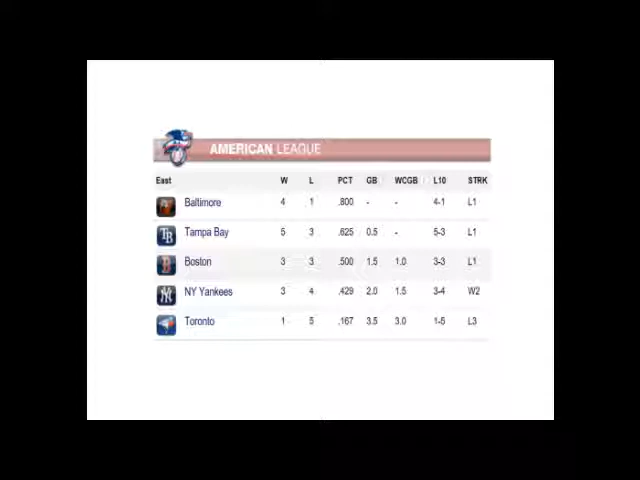 AMERICAN LEAGUE
East W L PCT GB WCGB L10 STRK
Baltimore 4 1 .800 - - 4-1 L1
TB Tampa Bay 5 3 .625 0.5 - 5-3 L1
B Boston 3 3 .500 1.5 1.0 3-3 L1
NY NY Yankees 3 4 .429 2.0 1.5 3-4 W2
Toronto 1 5 .167 3.5 3.0 1-5 L3